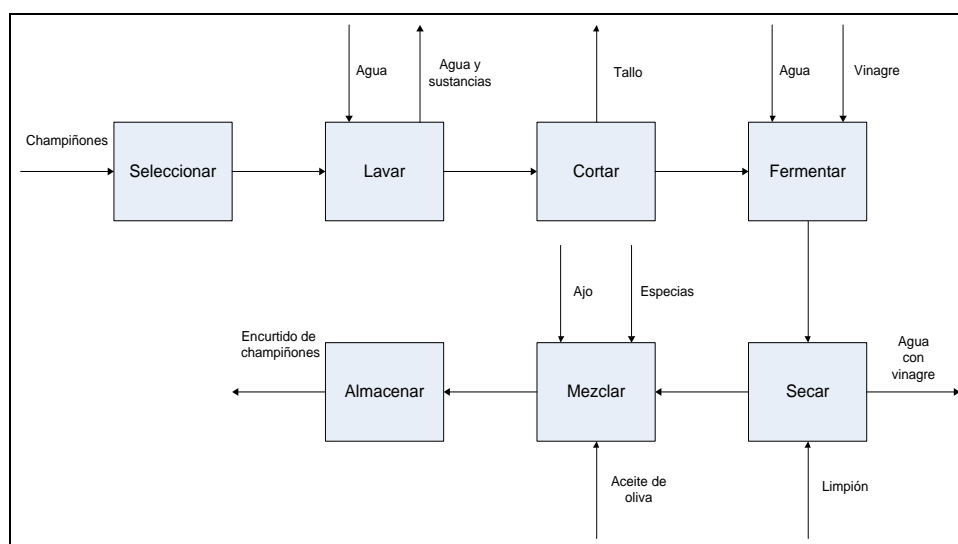 Agua
Agua y
sustancias
Tallo
Agua
Vinagre
Champiñones
Seleccionar
Lavar
Cortar
Fermentar
Ajo
Especias
Encurtido de
champiñones
Almacenar
Mezclar
Secar
Agua
con
vinagre
Aceite de
oliva
Limpión